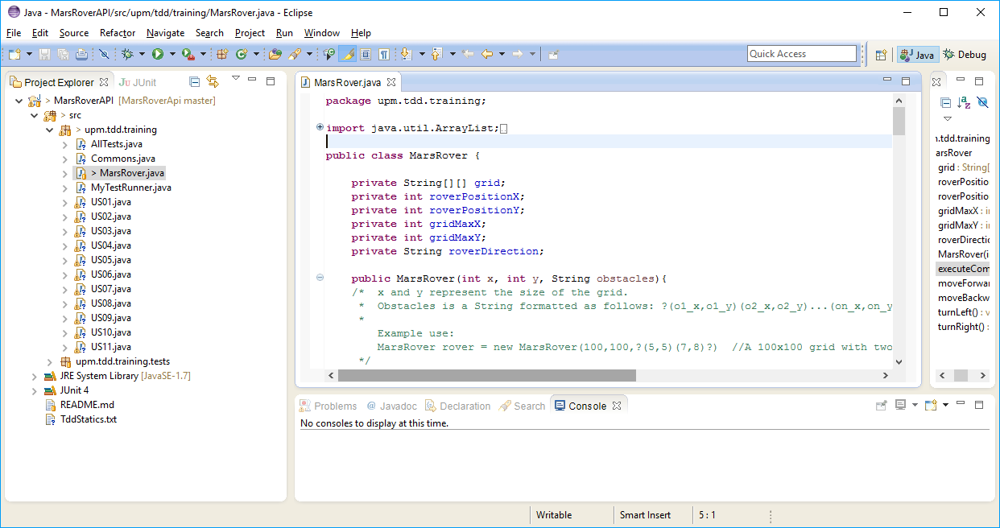 Java - MarsRoverAPI/src/upm/tdd/training/MarsRover.java - Eclipse
File Edit Source Refactor Navigate Search Project Run Window Help
Quick Access
Java
Debug
Project Explorer
JUnit
> MarsRoverAPI [MarsRoverApi master]
> src
> upm.tdd.training
AllTests.java
Commons.java
> MarsRover.java
MyTestRunner.java
US01.java
US02.java
US03.java
US04.java
US05.java
US06.java
US07.java
US08.java
US09.java
US10.java
US11.java
upm.tdd.training.tests
JRE System Library [JavaSE-1.7]
JUnit 4
README.md
TddStatics.txt
MarsRover.java
package upm.tdd.training;
import java.util.ArrayList;
public class MarsRover {
private String[][] grid;
private int roverPositionX;
private int roverPositionY;
private int gridMaxX;
private int gridMaxY;
private String roverDirection;
public MarsRover(int x, int y, String obstacles){
/* x and y represent the size of the grid.
* Obstacles is a String formatted as follows: ?(o1_x,o1_y)(o2_x,o2_y)...(on_x,on_y
*
Example use:
MarsRover rover = new MarsRover(100,100,?(5,5)(7,8)?) //A 100x100 grid with two
*/
ı.tdd.training
arsRover
grid : String[
roverPositio
roverPositio
gridMaxX : in
gridMaxY : in
roverDirectio
MarsRover(i
executeCom
moveForwar
moveBackw
turnLeft() : v
turnRight() :
Problems
@ Javadoc
Declaration
Search
Console
No consoles to display at this time.
Writable
Smart Insert
5 : 1